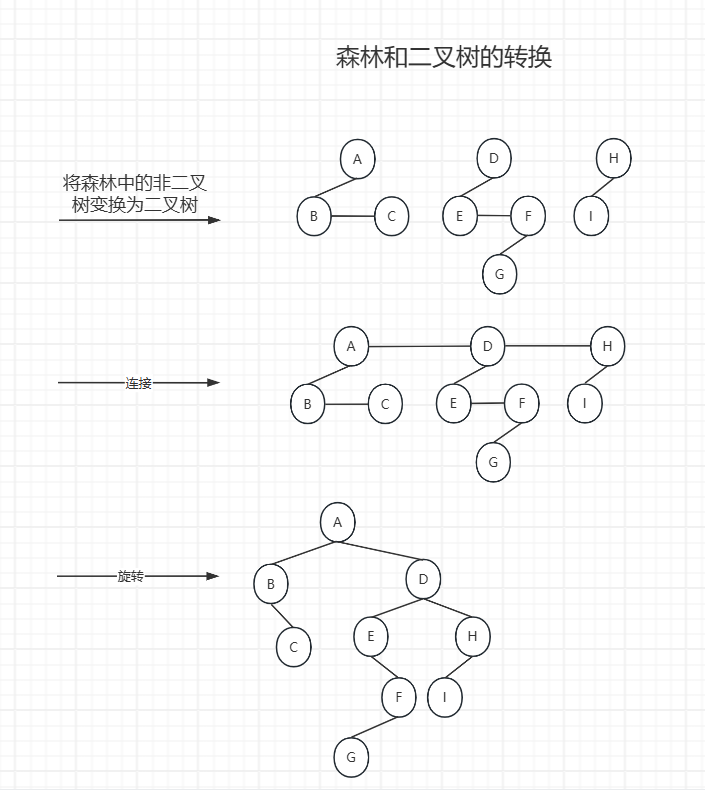 森林和二叉树的转换
将森林中的非二叉
树变换为二叉树
A D H
B C E F I
G
A D H
连接
B C E F I
G
A
旋转
B D
E H
C
F I
G